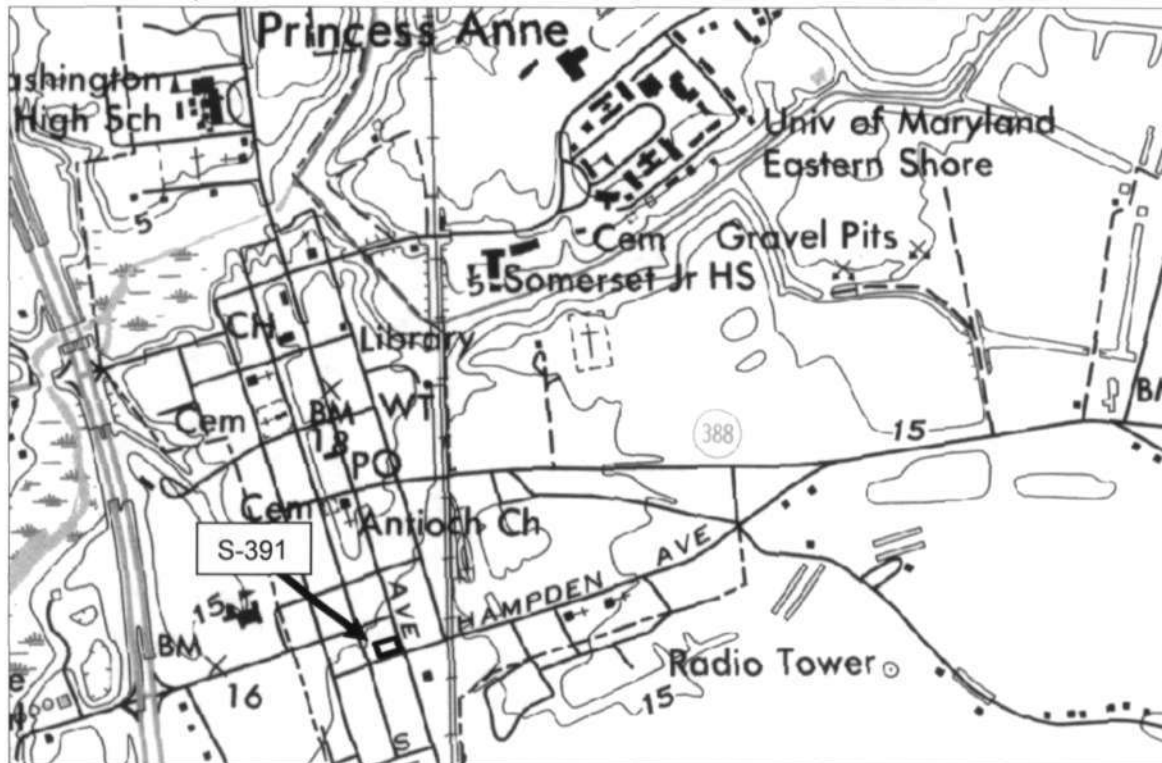 Princess Anne
ashington
High Sch
Univ of Maryland
Eastern Shore
5
Cem
Gravel Pits
15
Somerset Jr HS
CH
Library
Cem
BM
WT
18
PO
388
15
BM
Cem
Antioch Ch
S-391
AVE
HAMPDEN AVE
15
BM
16
Radio Tower
15
S
e